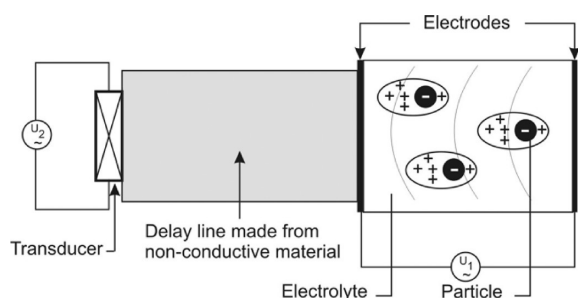 Electrodes
U2
~
+ + + + - +
+ + + + - +
+ + + + - +
Delay line made from
non-conductive material
Transducer
U1
~
Electrolyte
Particle